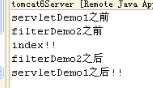 tomcat6Server [Remote Java App
servletDemo1之前
filterDemo2之前
index!!
filterDemo2之后
servletDemo1之后!!